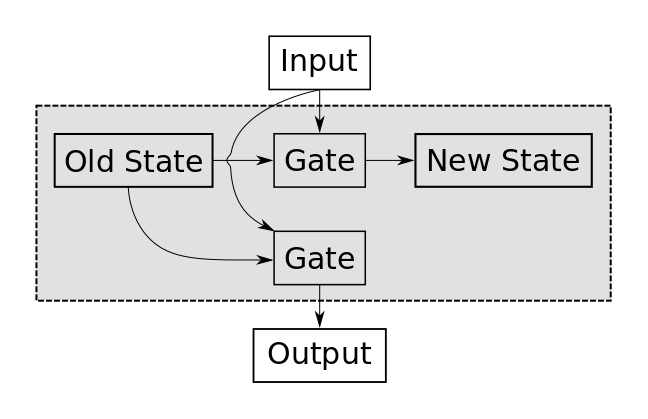 Input
Old State
Gate
New State
Gate
Output